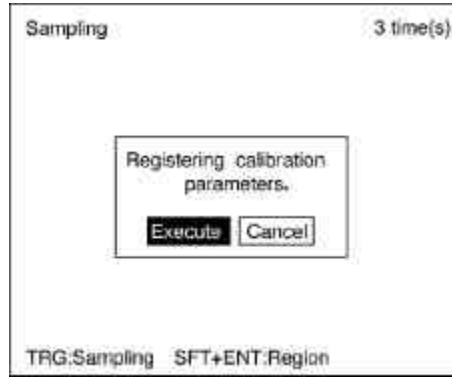 Sampling 3 time(s)
Registering calibration
parameters.
Execute Cancel
TRG:Sampling SFT+ENT:Region